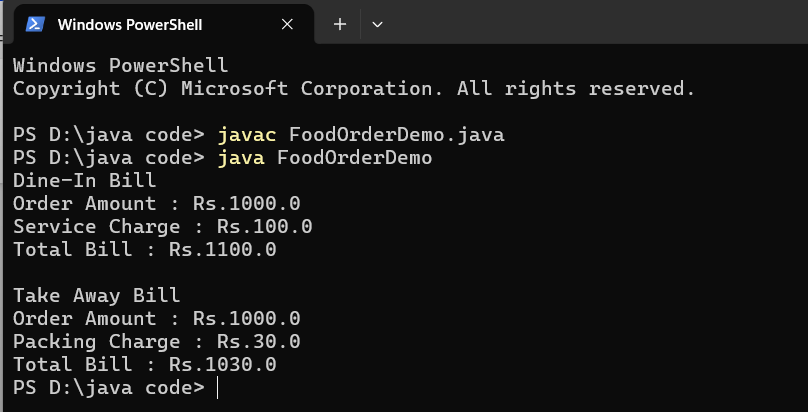 Windows PowerShell
Windows PowerShell
Copyright (C) Microsoft Corporation. All rights reserved.
PS D:\java code> javac FoodOrderDemo.java
PS D:\java code> java FoodOrderDemo
Dine-In Bill
Order Amount : Rs.1000.0
Service Charge : Rs.100.0
Total Bill : Rs.1100.0
Take Away Bill
Order Amount : Rs.1000.0
Packing Charge : Rs.30.0
Total Bill : Rs.1030.0
PS D:\java code>